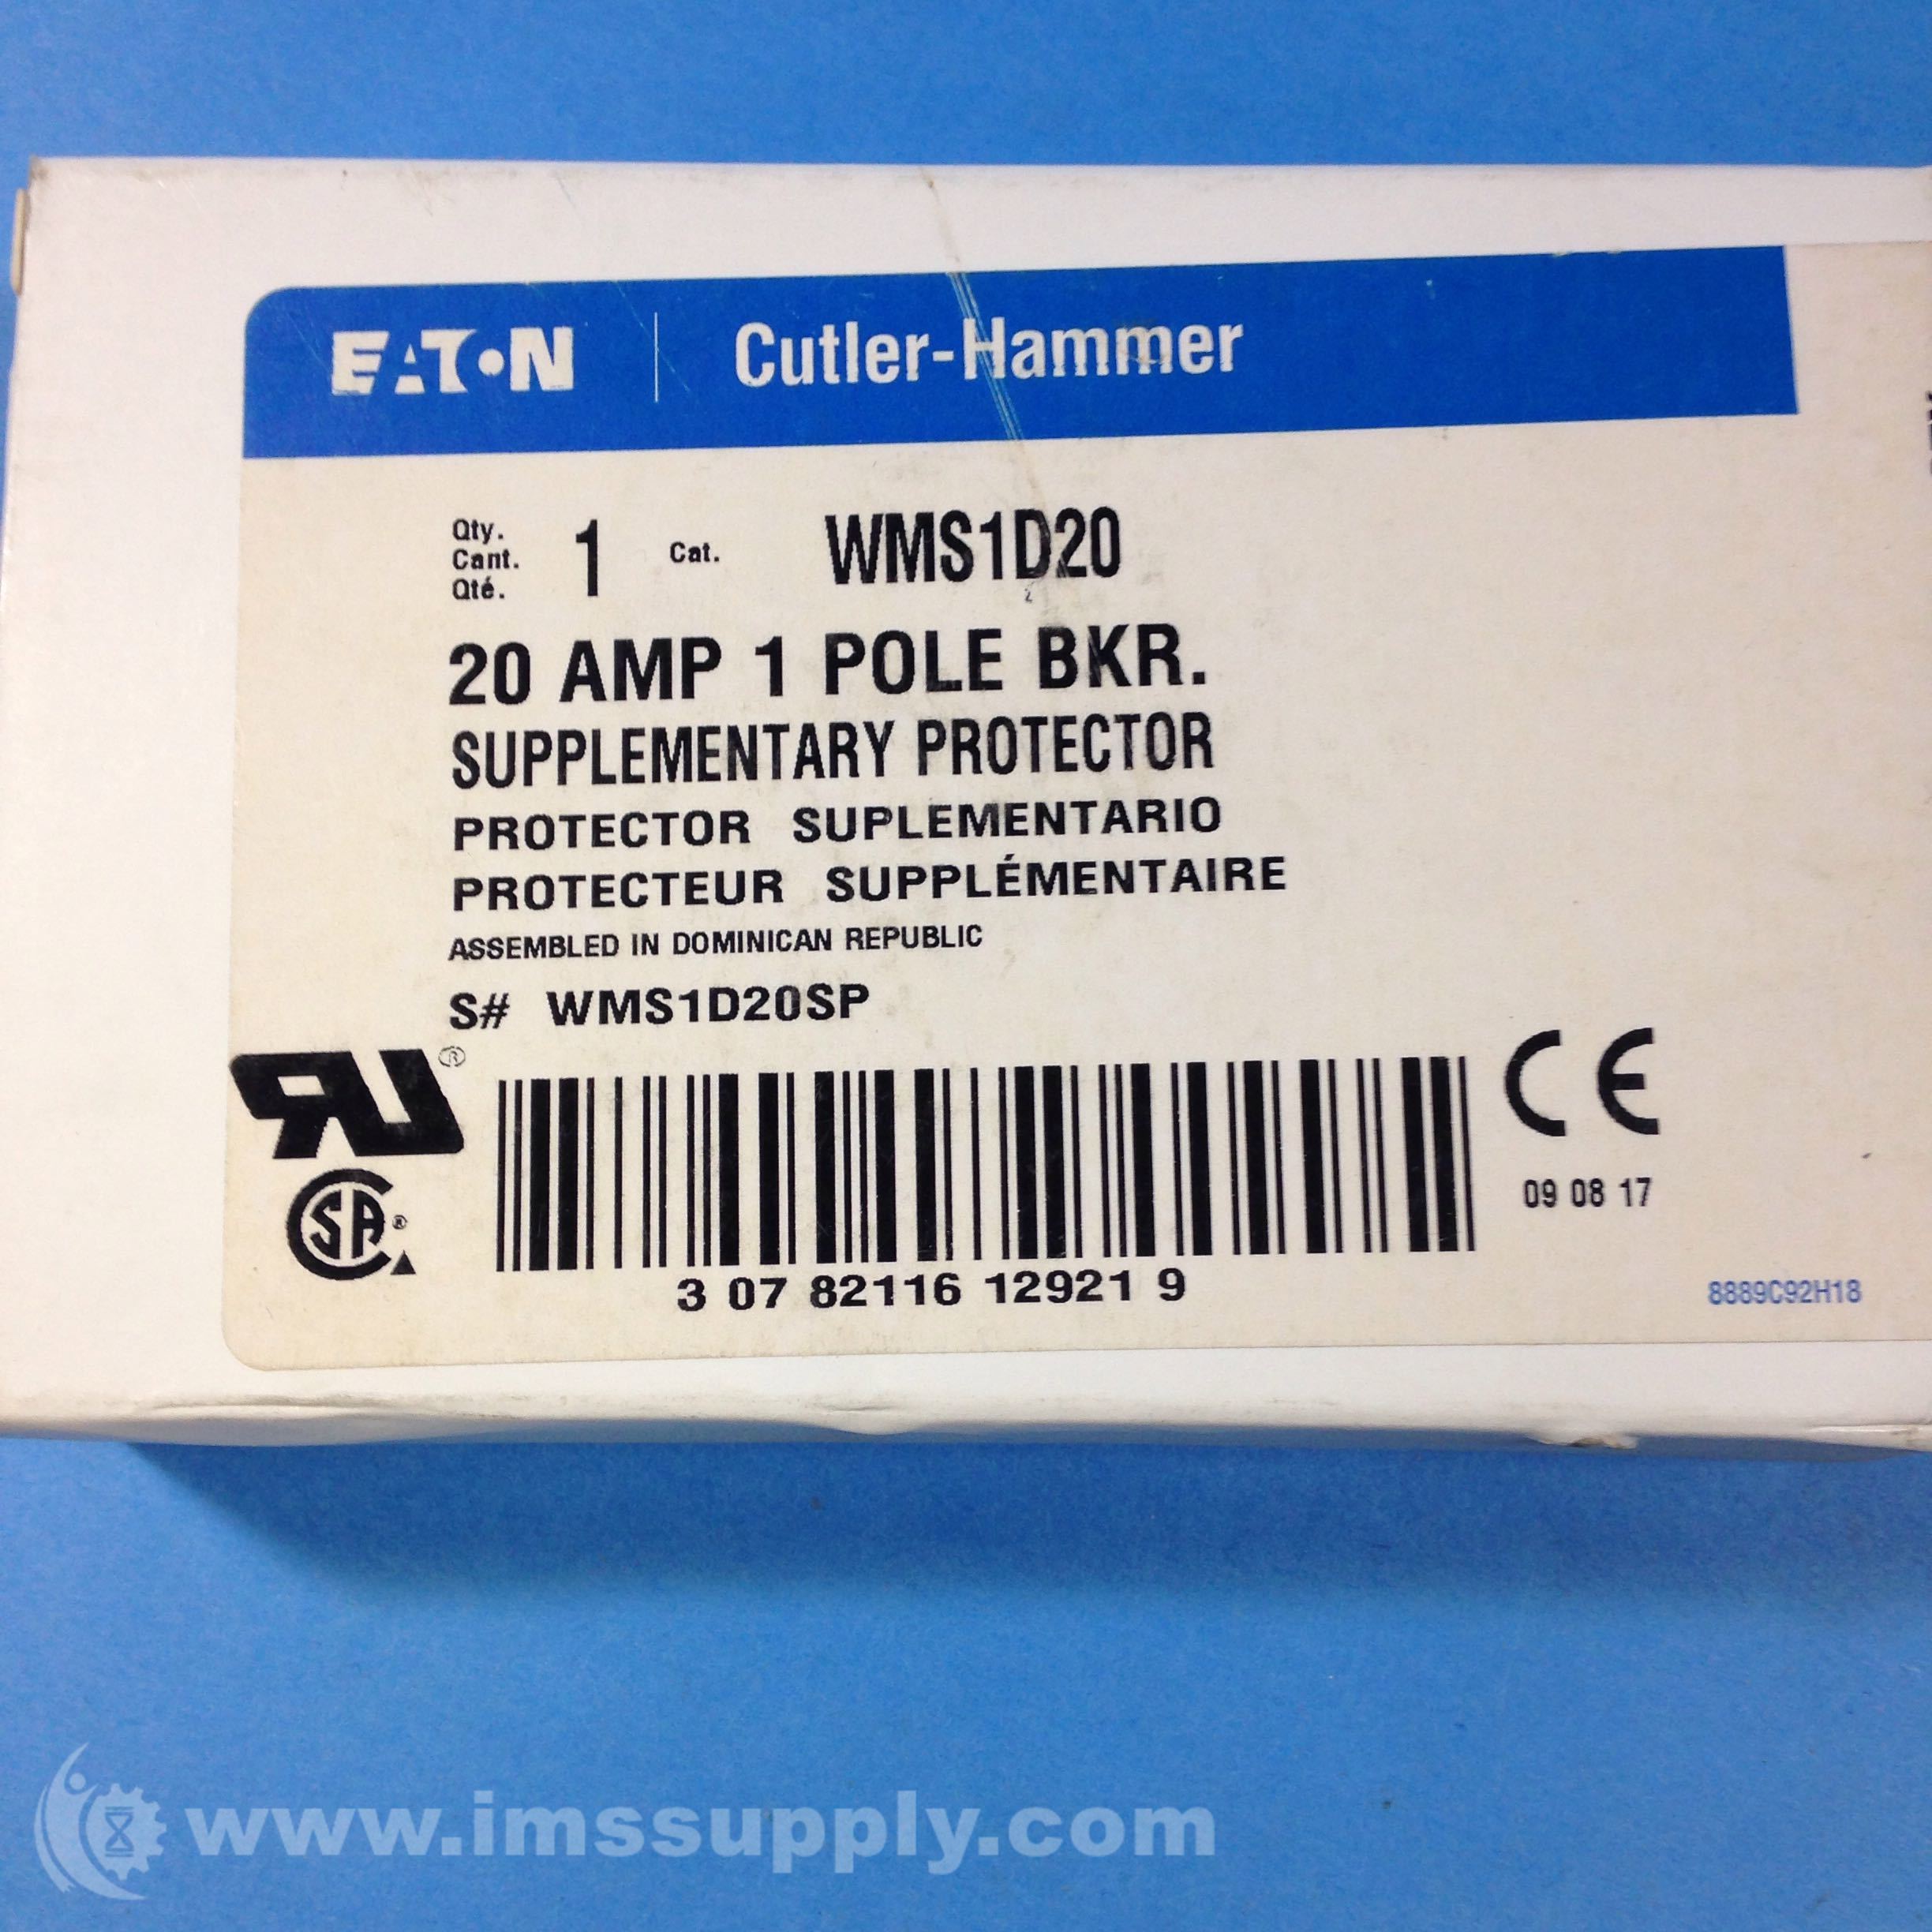 EATON | Cutler-Hammer
Qty.
Cant.
Qté.
1 Cat. WMS1D20
20 AMP 1 POLE BKR.
SUPPLEMENTARY PROTECTOR
PROTECTOR SUPLEMENTARIO
PROTECTEUR SUPPLÉMENTAIRE
ASSEMBLED IN DOMINICAN REPUBLIC
S# WMS1D20SP
RU®
SA®
CE
09 08 17
3 07 82116 12921 9
8889C92H18
www.imssupply.com